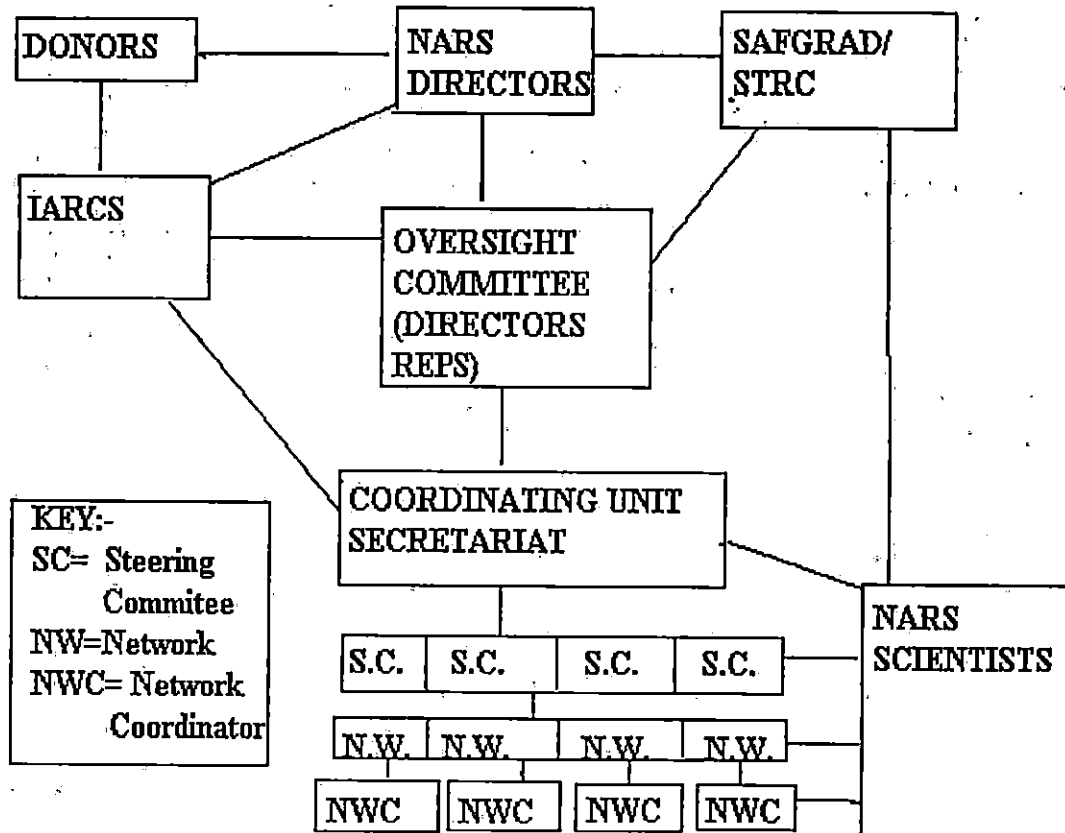 DONORS
NARS
DIRECTORS
SAFGRAD/
STRC
IARCS
OVERSIGHT
COMMITTEE
(DIRECTORS
REPS)
COORDINATING UNIT
SECRETARIAT
KEY:-
SC= Steering
Commitee
NW=Network
NWC= Network
Coordinator
NARS
SCIENTISTS
S.C. S.C. S.C. S.C.
N.W. N.W. N.W. N.W.
NWC NWC NWC NWC